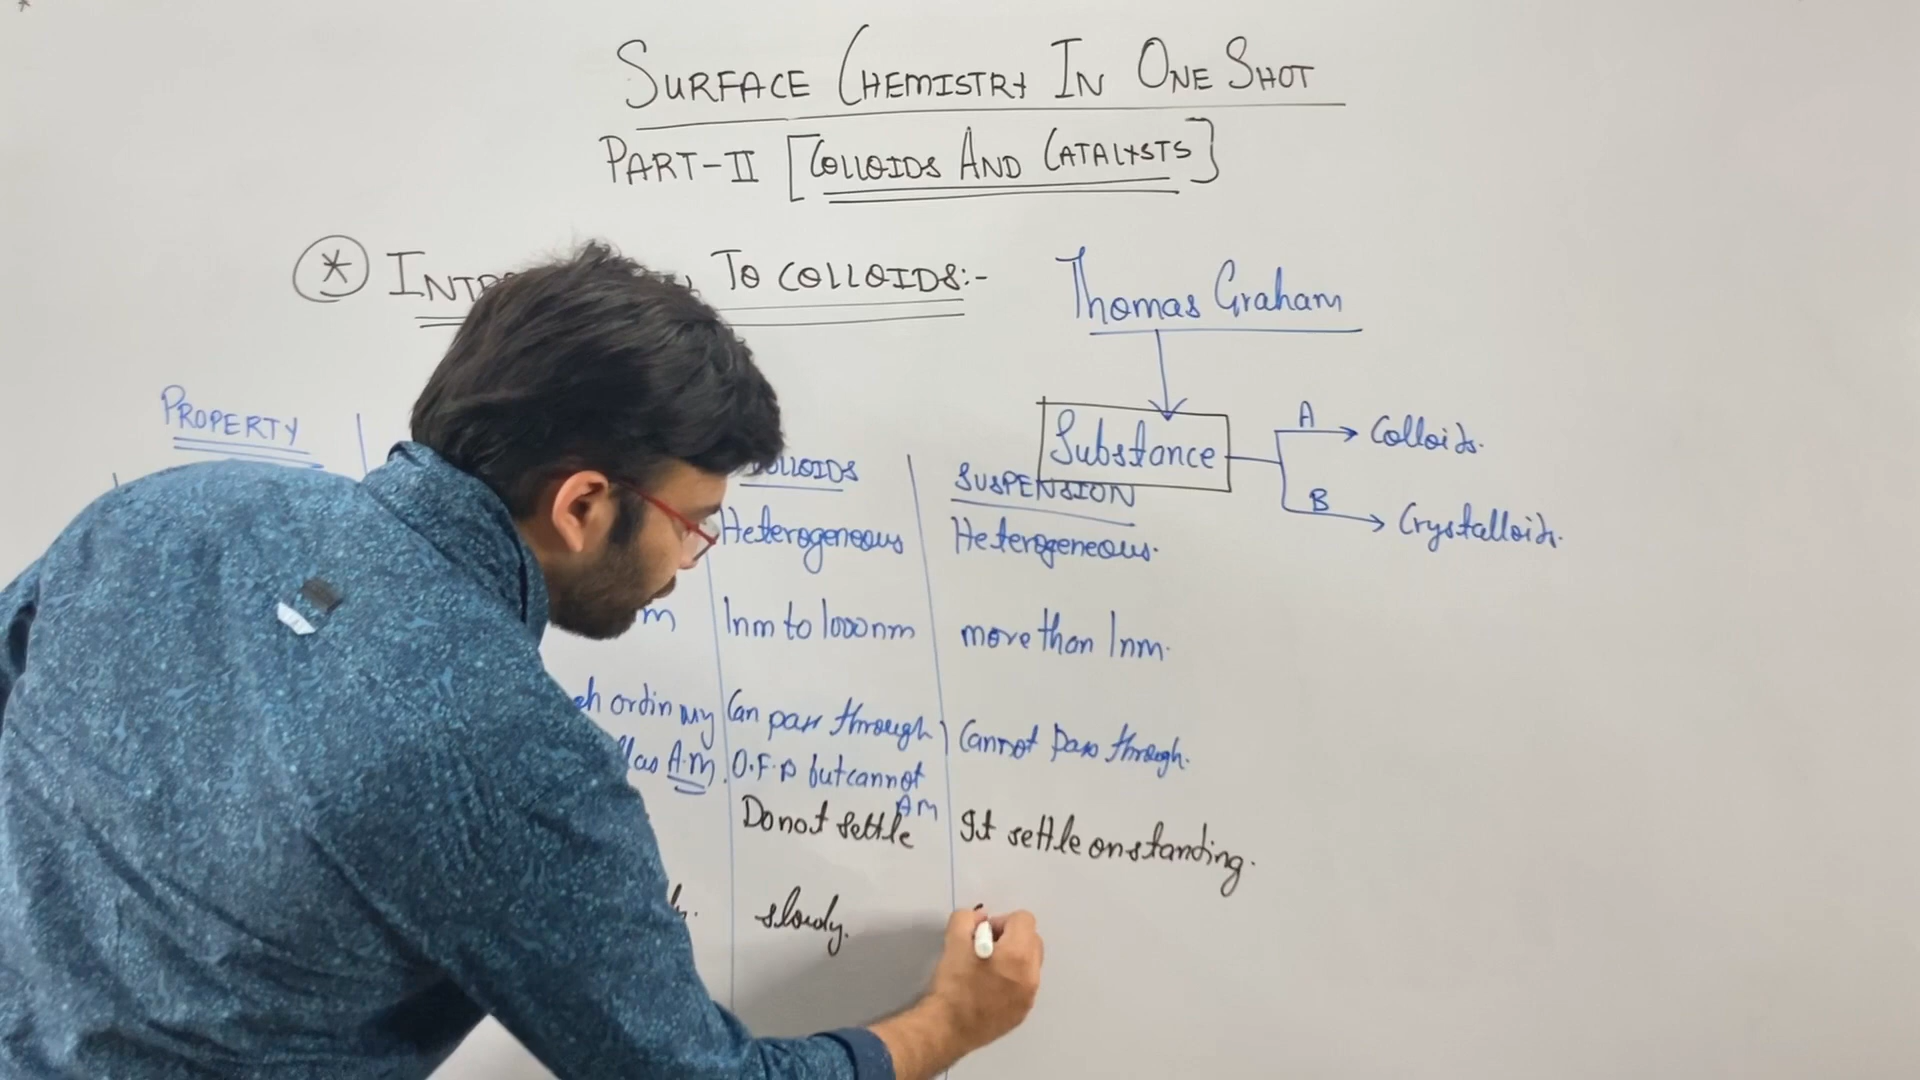 SURFACE CHEMISTRY IN ONE SHOT
PART-II [COLLOIDS AND CATALYSTS]
* TO COLLOIDS:-
Thomas Graham
Substance
A
Colloids.
B
Crystalloids.
PROPERTY
SUSPENSION
Heterogeneous
Heterogeneous.
1nm to 1000nm
more than 1nm.
ordinary
Can pass through
Cannot pass through.
as A.M.
O.F.P but cannot
AM
Do not settle
It settle on standing.
slowly.